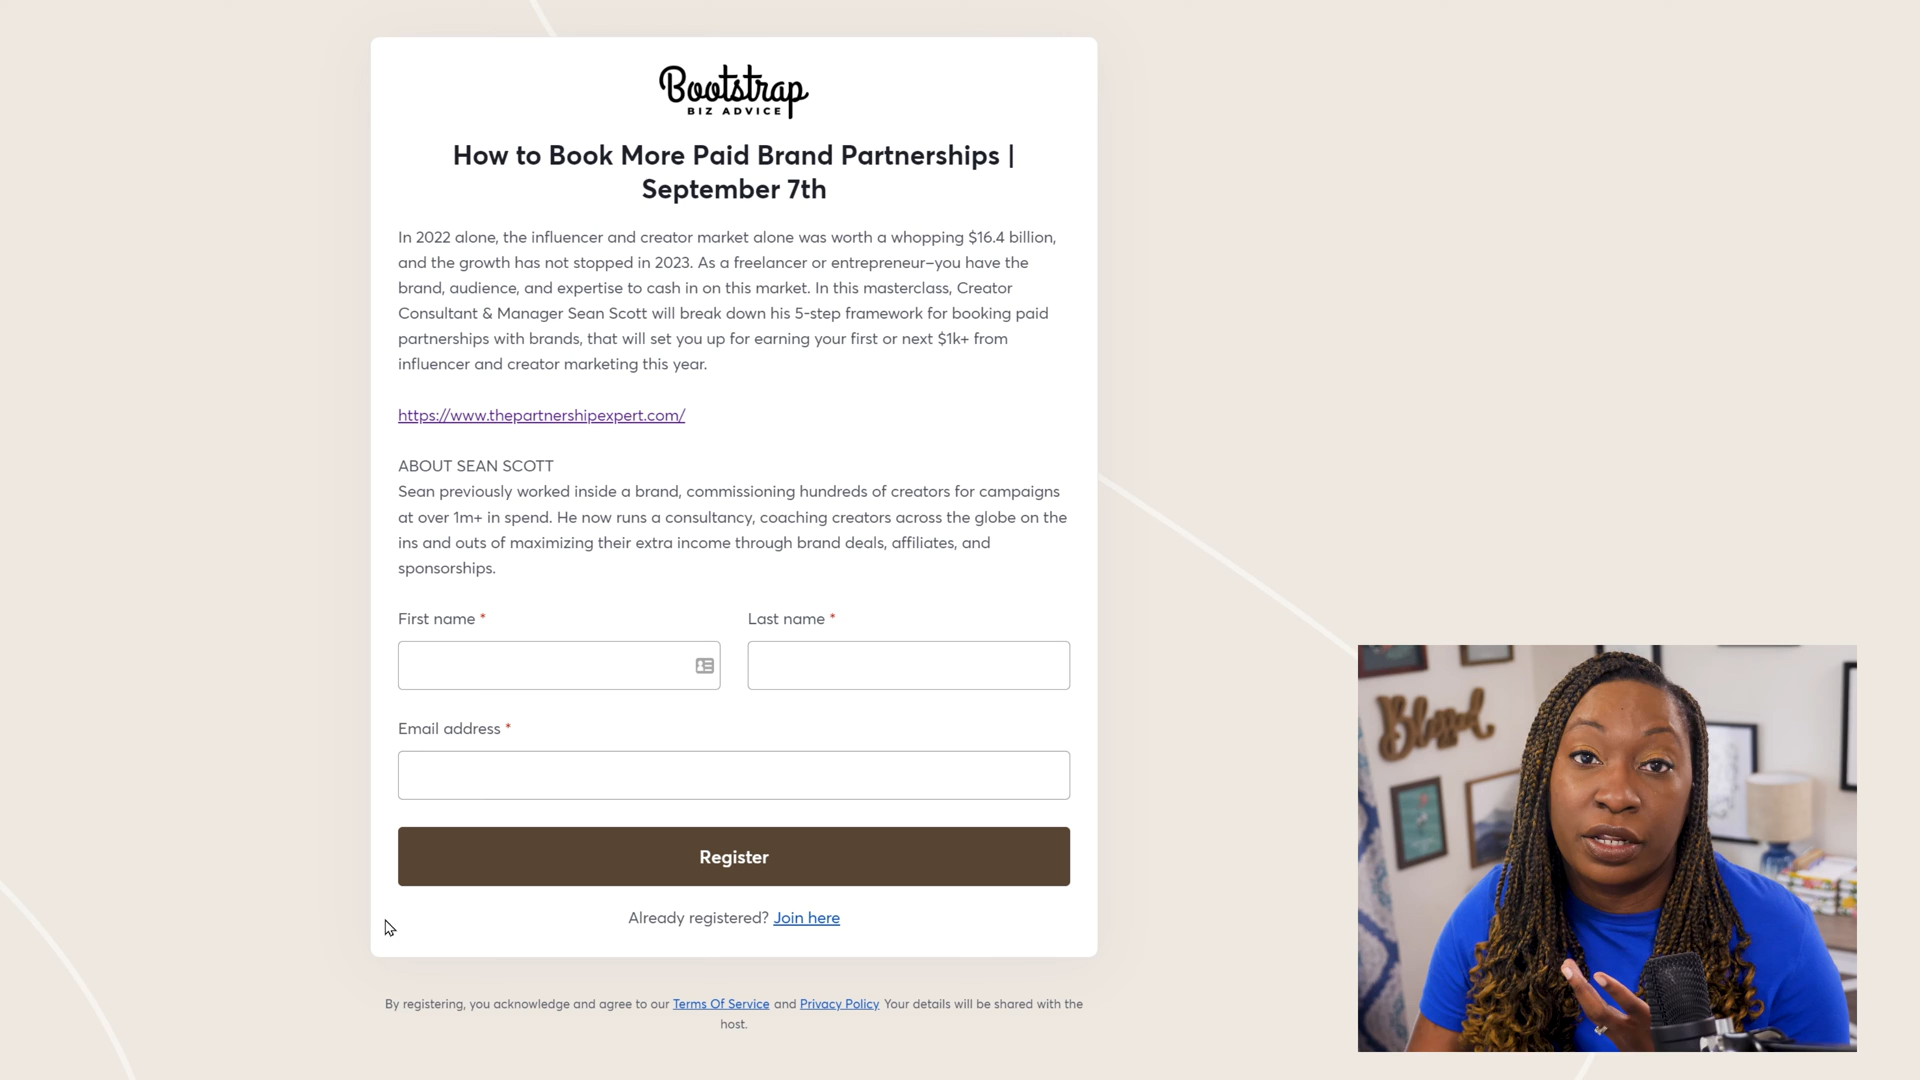 Bootstrap
BIZ ADVICE
How to Book More Paid Brand Partnerships |
September 7th
In 2022 alone, the influencer and creator market alone was worth a whopping $16.4 billion,
and the growth has not stopped in 2023. As a freelancer or entrepreneur–you have the
brand, audience, and expertise to cash in on this market. In this masterclass, Creator
Consultant & Manager Sean Scott will break down his 5-step framework for booking paid
partnerships with brands, that will set you up for earning your first or next $1k+ from
influencer and creator marketing this year.
https://www.thepartnershipexpert.com/
ABOUT SEAN SCOTT
Sean previously worked inside a brand, commissioning hundreds of creators for campaigns
at over 1m+ in spend. He now runs a consultancy, coaching creators across the globe on the
ins and outs of maximizing their extra income through brand deals, affiliates, and
sponsorships.
First name *
Last name *
Email address *
Register
Already registered? Join here
By registering, you acknowledge and agree to our Terms Of Service and Privacy Policy Your details will be shared with the
host.
Blessed